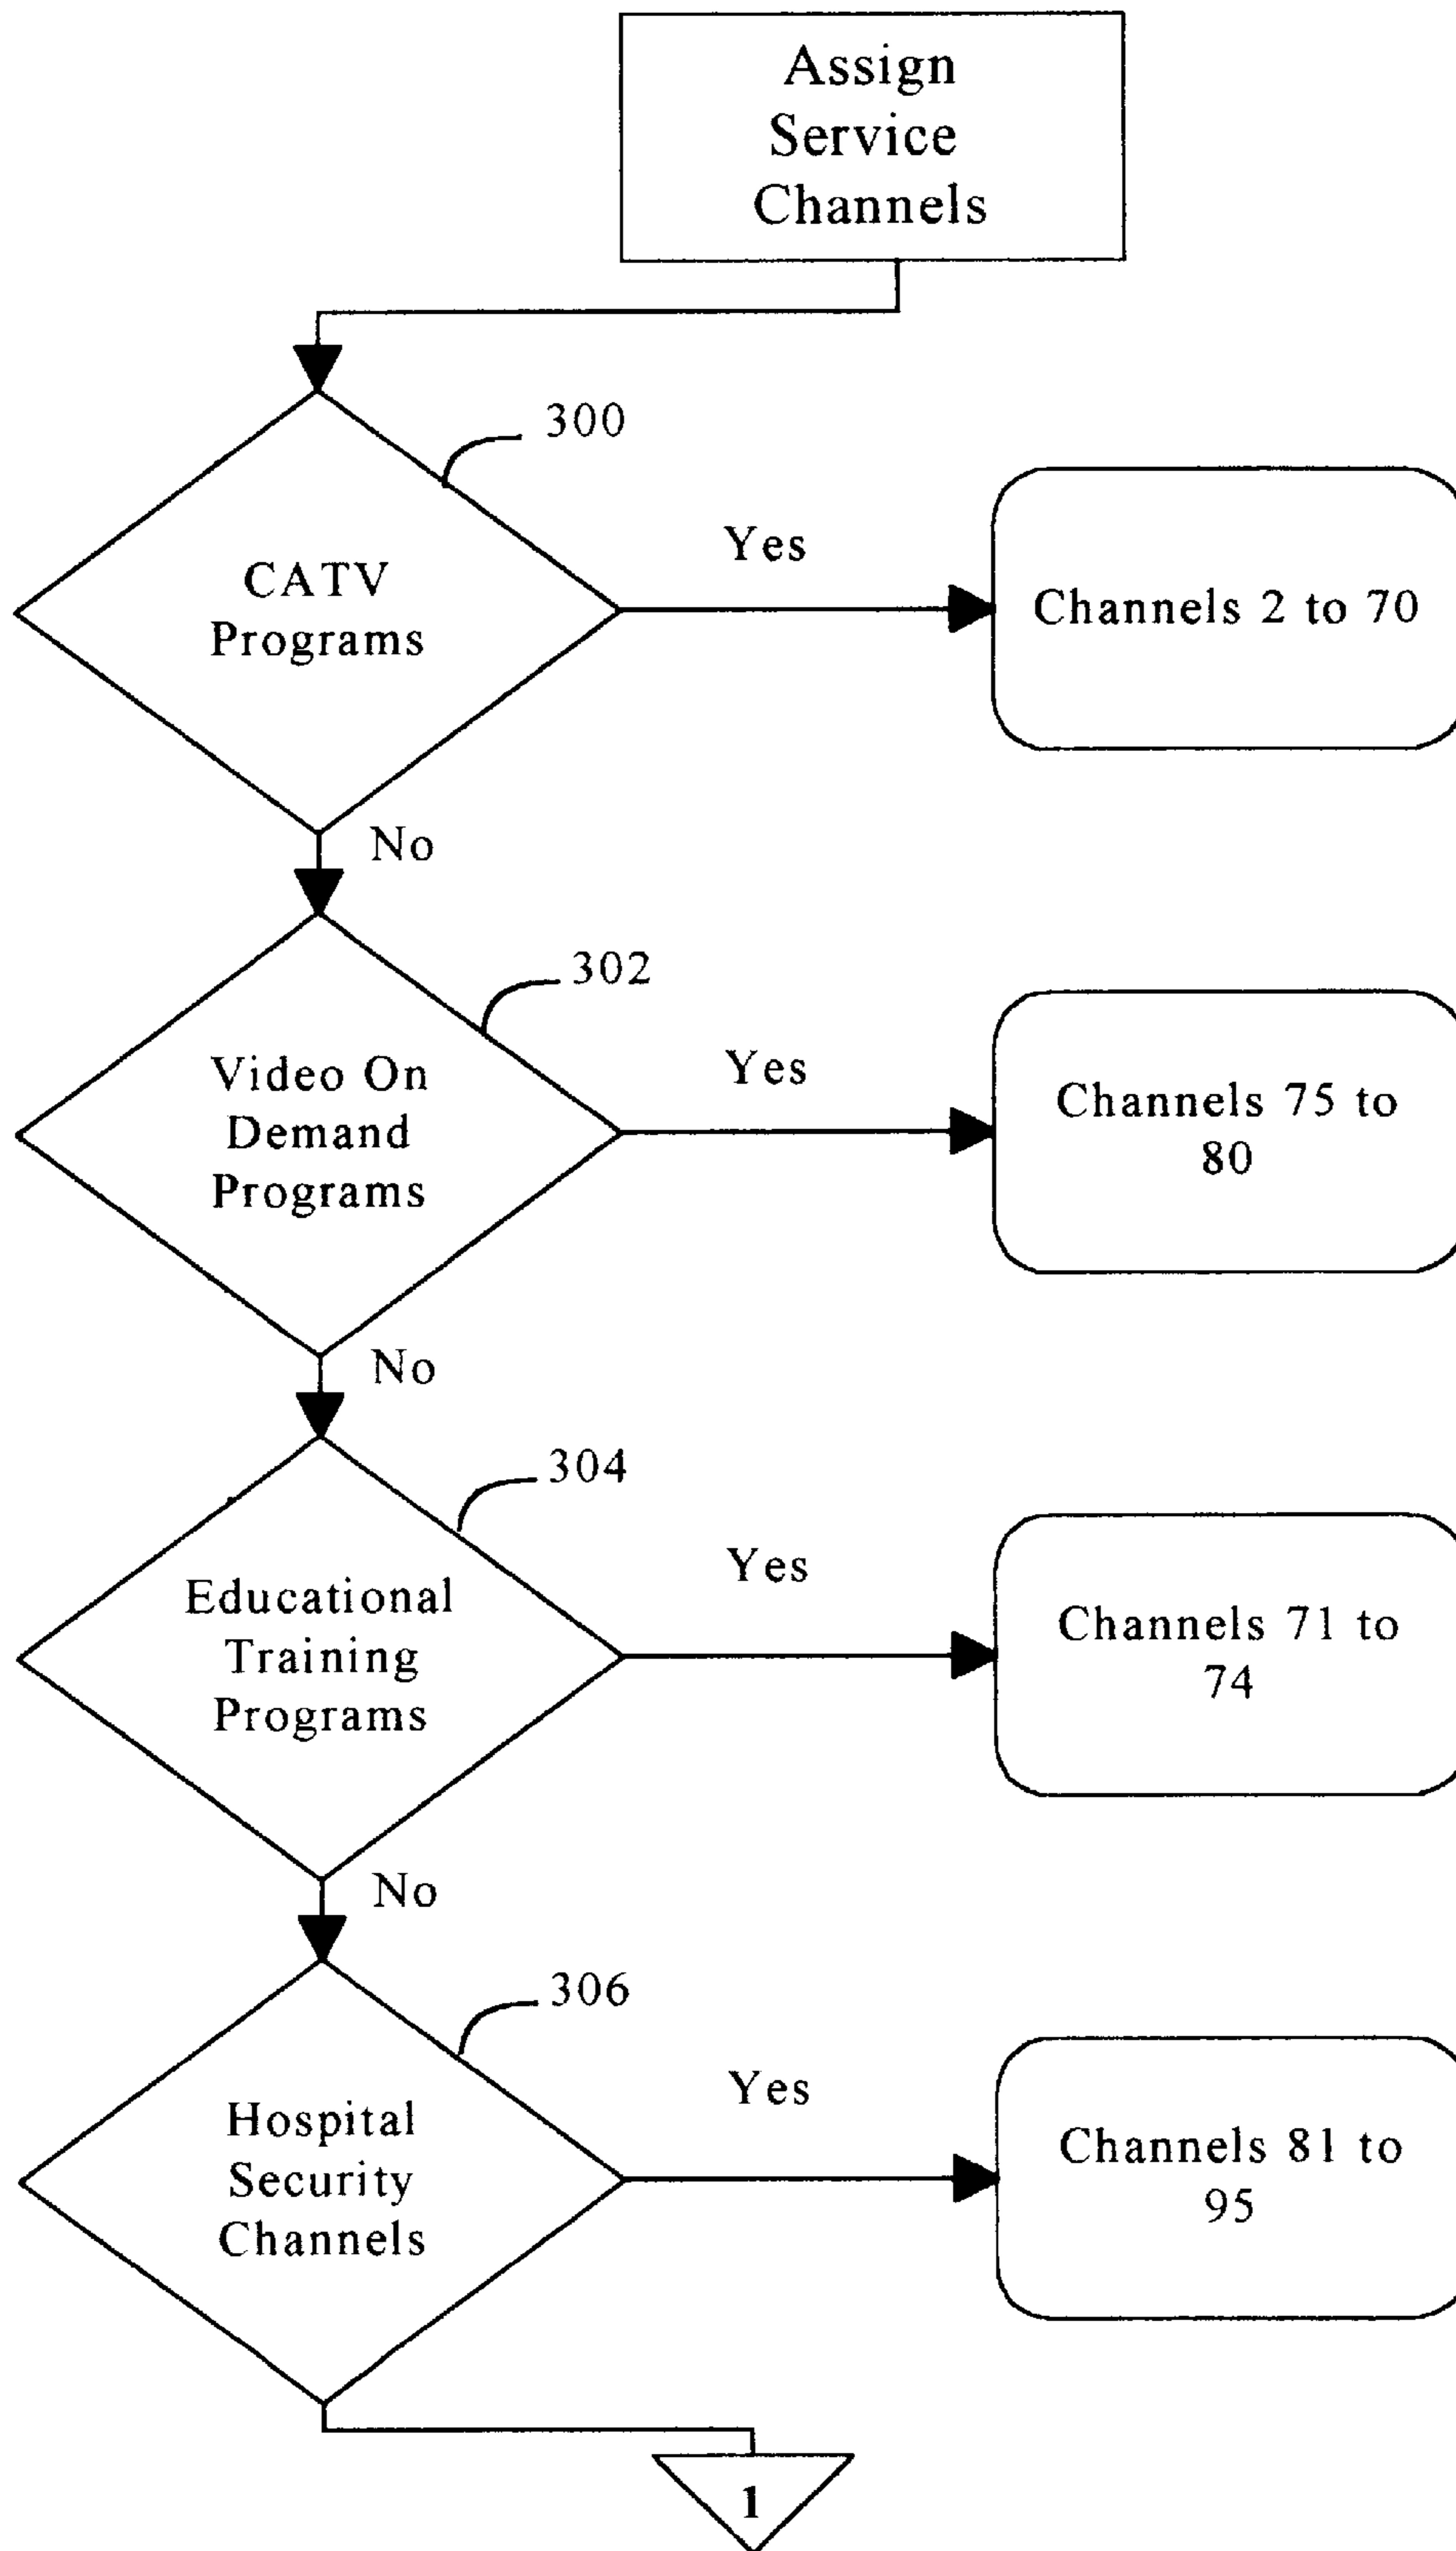 Assign
Service
Channels
300
CATV
Programs
Yes
Channels 2 to 70
No
302
Video On
Demand
Programs
Yes
Channels 75 to
80
No
304
Educational
Training
Programs
Yes
Channels 71 to
74
No
306
Hospital
Security
Channels
Yes
Channels 81 to
95
1